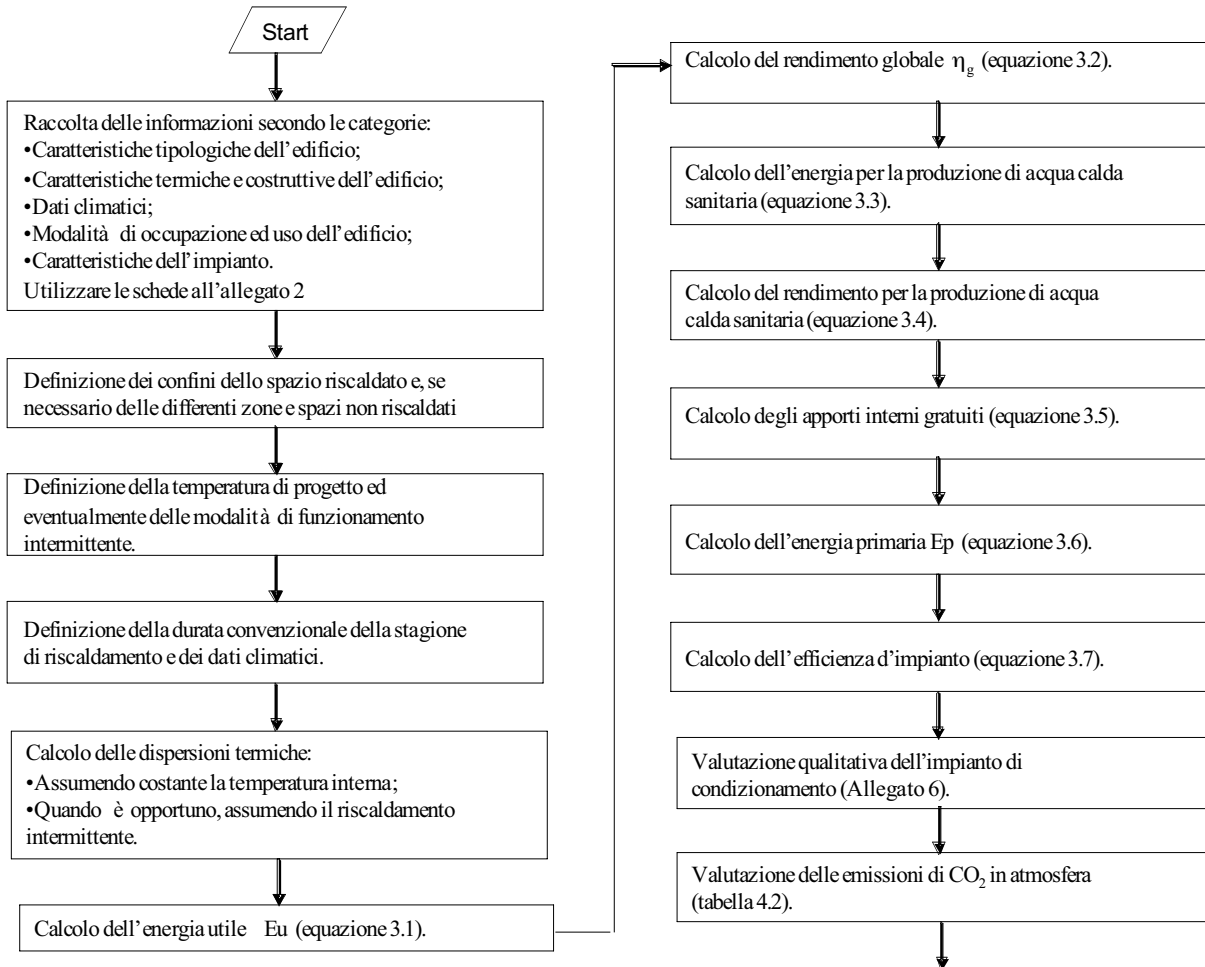 Start
Raccolta delle informazioni secondo le categorie:
•Caratteristiche tipologiche dell'edificio;
•Caratteristiche termiche e costruttive dell'edificio;
•Dati climatici;
•Modalità di occupazione ed uso dell'edificio;
•Caratteristiche dell'impianto.
Utilizzare le schede all'allegato 2
Definizione dei confini dello spazio riscaldato e, se
necessario delle differenti zone e spazi non riscaldati
Definizione della temperatura di progetto ed
eventualmente delle modalità di funzionamento
intermittente.
Definizione della durata convenzionale della stagione
di riscaldamento e dei dati climatici.
Calcolo delle dispersioni termiche:
•Assumendo costante la temperatura interna;
•Quando è opportuno, assumendo il riscaldamento
intermittente.
Calcolo dell'energia utile Eu (equazione 3.1).
Calcolo del rendimento globale η_g (equazione 3.2).
Calcolo dell'energia per la produzione di acqua calda
sanitaria (equazione 3.3).
Calcolo del rendimento per la produzione di acqua
calda sanitaria (equazione 3.4).
Calcolo degli apporti interni gratuiti (equazione 3.5).
Calcolo dell'energia primaria Ep (equazione 3.6).
Calcolo dell'efficienza d'impianto (equazione 3.7).
Valutazione qualitativa dell'impianto di
condizionamento (Allegato 6).
Valutazione delle emissioni di CO₂ in atmosfera
(tabella 4.2).